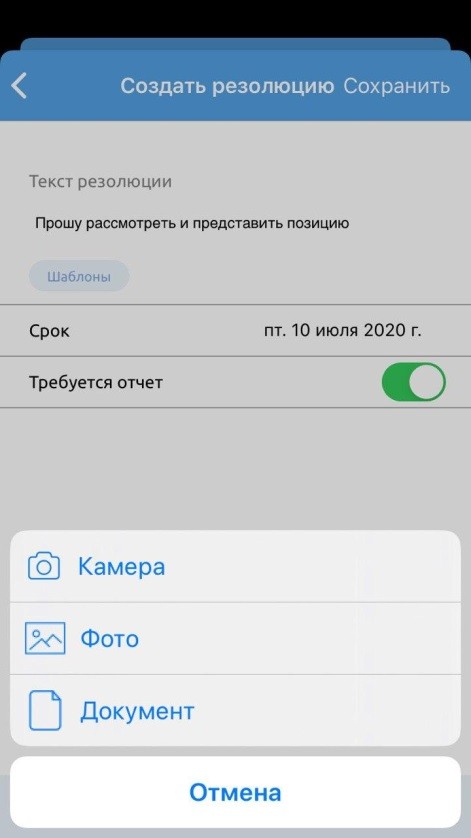 Создать резолюцию Сохранить
Текст резолюции
Прошу рассмотреть и представить позицию
Шаблоны
Срок пт. 10 июля 2020 г.
Требуется отчет
Камера
Фото
Документ
Отмена